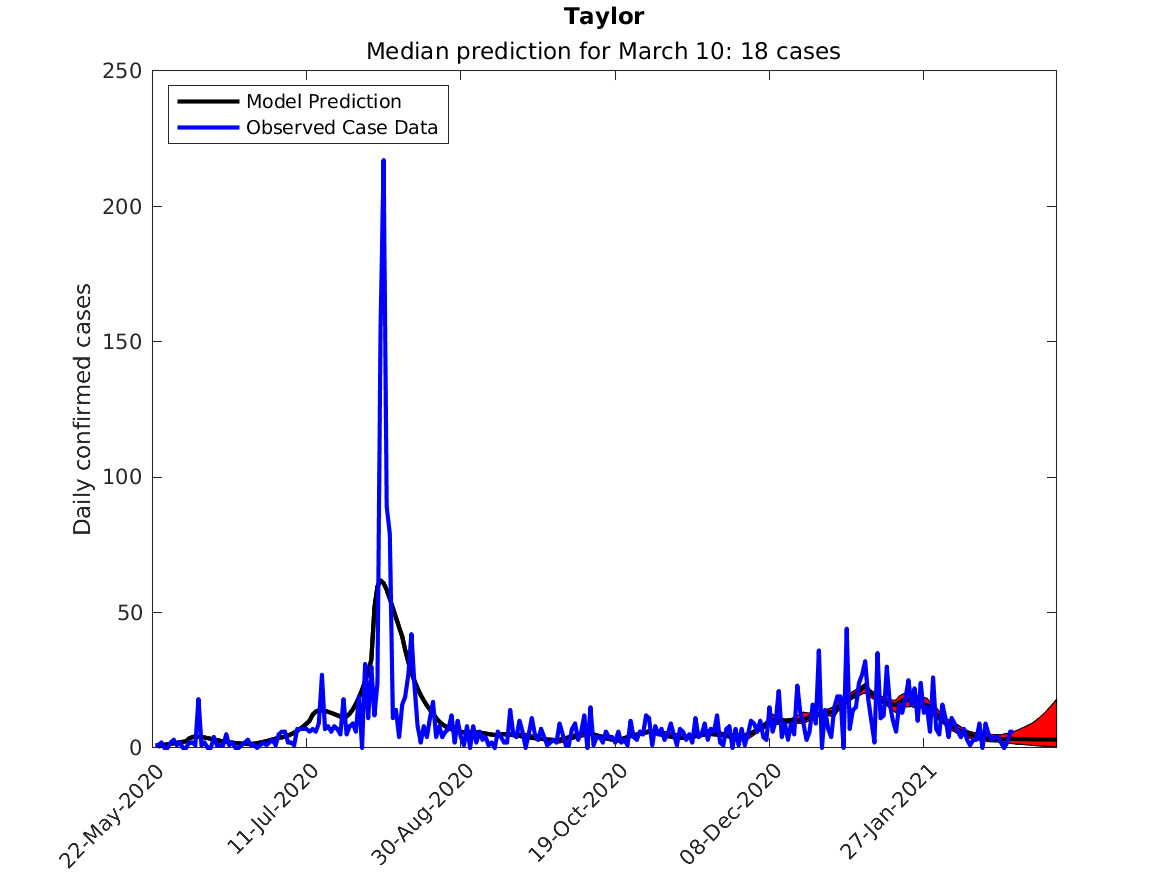 Taylor
Median prediction for March 10: 18 cases
Model Prediction
Observed Case Data
Daily confirmed cases
250
200
150
100
50
0
22-May-2020
11-Jul-2020
30-Aug-2020
19-Oct-2020
08-Dec-2020
27-Jan-2021